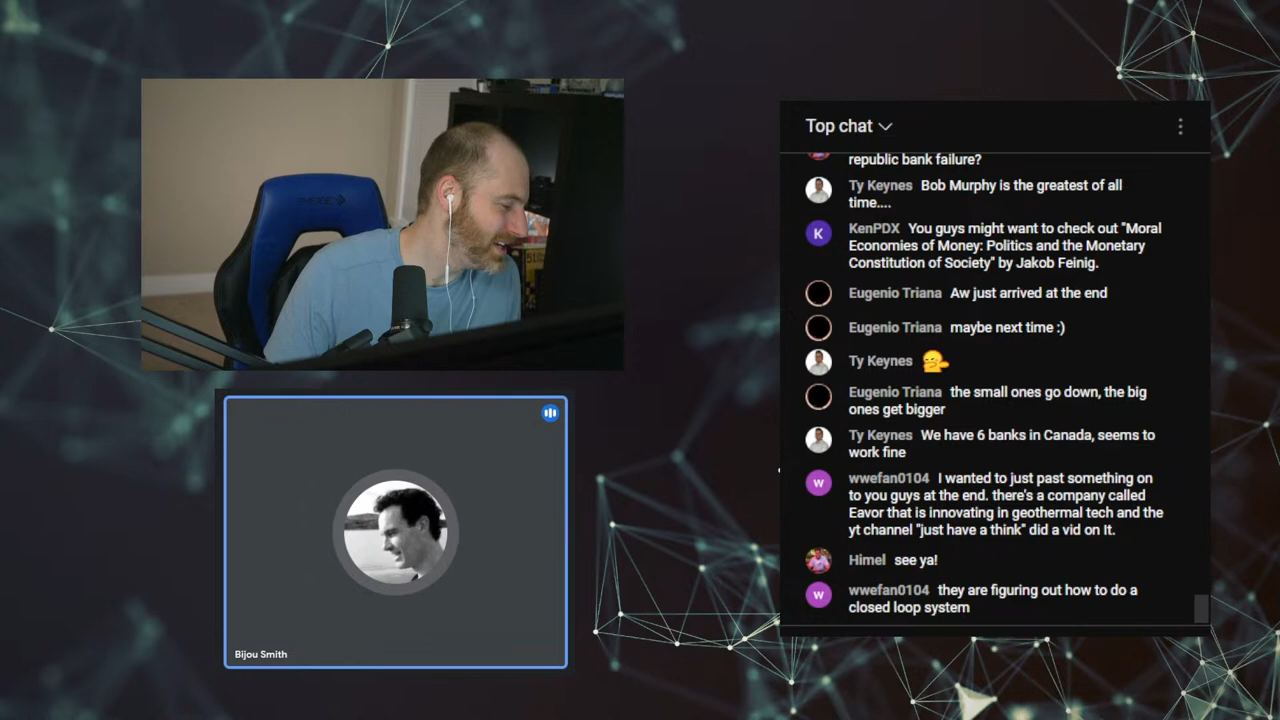 Top chat
republic bank failure?
Ty Keynes Bob Murphy is the greatest of all
time....
K
KenPDX You guys might want to check out "Moral
Economies of Money: Politics and the Monetary
Constitution of Society" by Jakob Feinig.
Eugenio Triana Aw just arrived at the end
Eugenio Triana maybe next time :)
Ty Keynes
Eugenio Triana the small ones go down, the big
ones get bigger
Ty Keynes We have 6 banks in Canada, seems to
work fine
w
wwefan0104 I wanted to just past something on
to you guys at the end. there's a company called
Eavor that is innovating in geothermal tech and the
yt channel "just have a think" did a vid on It.
Himel see ya!
w
wwefan0104 they are figuring out how to do a
closed loop system
Bijou Smith